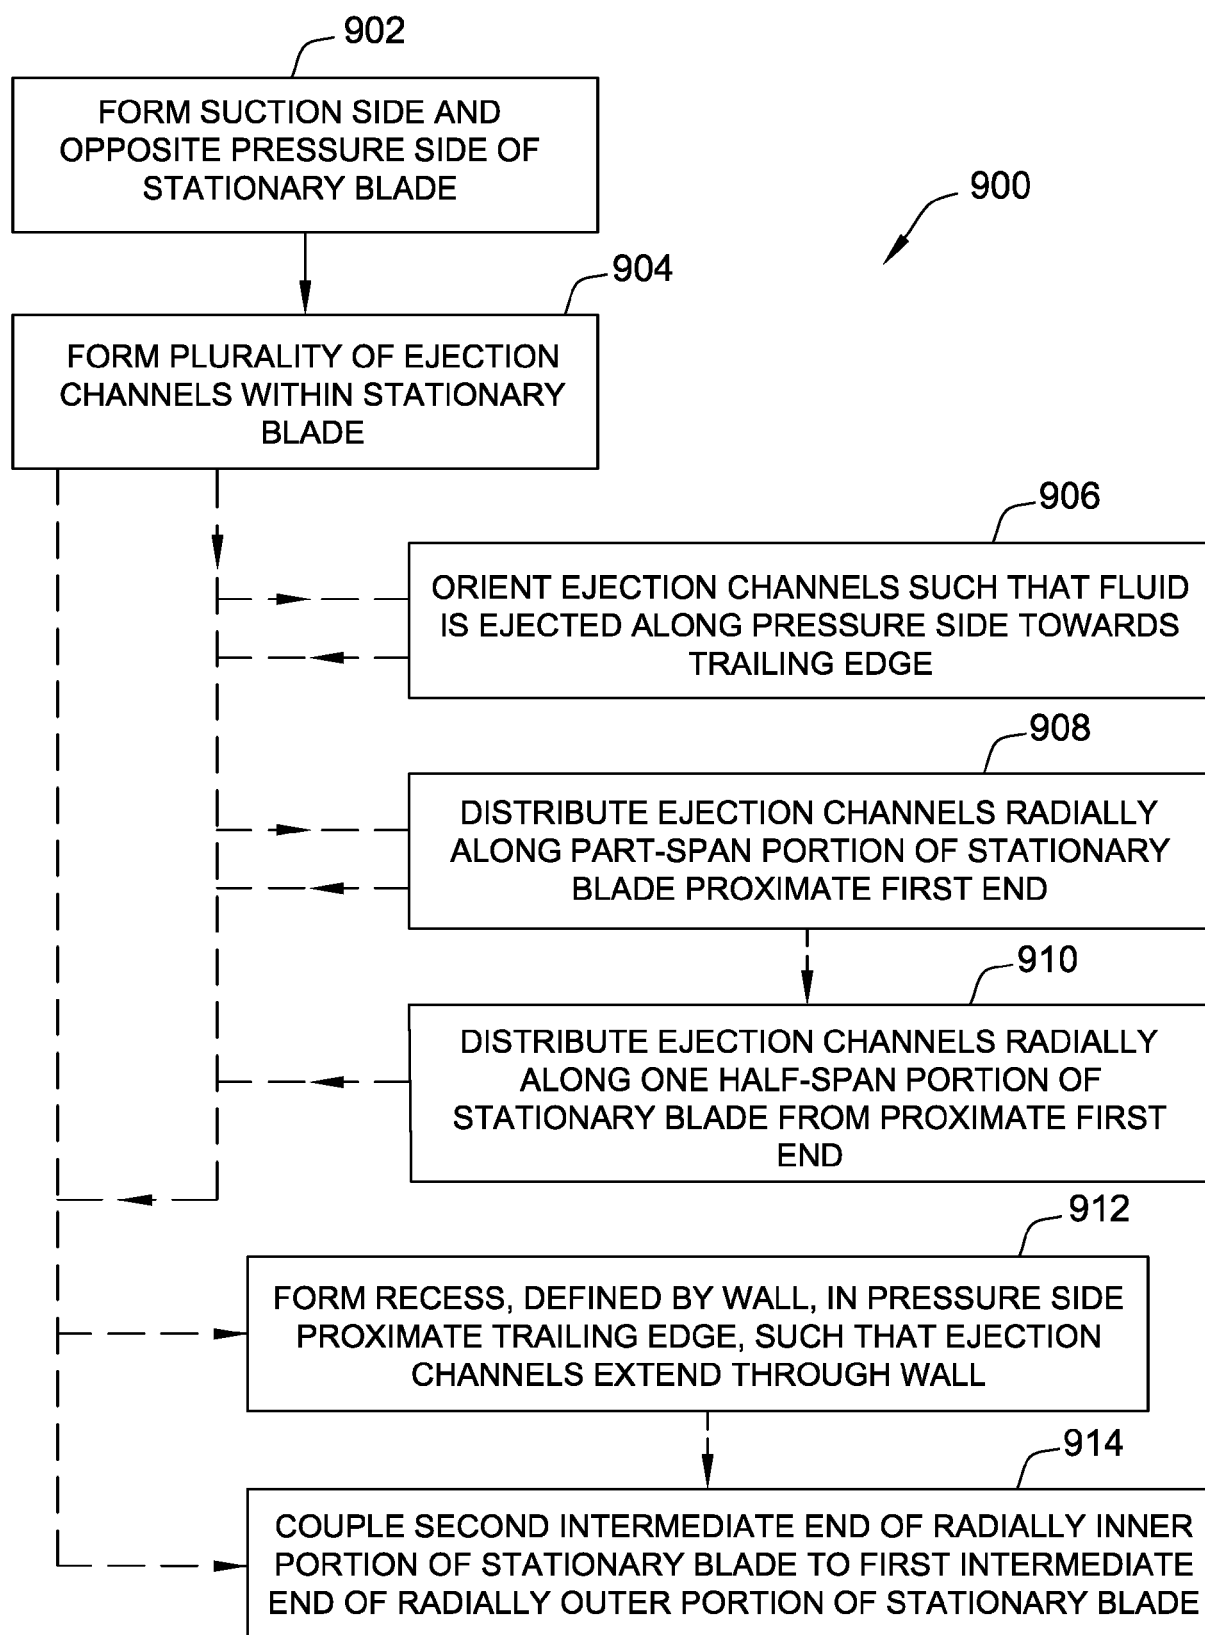 902
FORM SUCTION SIDE AND
OPPOSITE PRESSURE SIDE OF
STATIONARY BLADE
900
904
FORM PLURALITY OF EJECTION
CHANNELS WITHIN STATIONARY
BLADE
906
ORIENT EJECTION CHANNELS SUCH THAT FLUID
IS EJECTED ALONG PRESSURE SIDE TOWARDS
TRAILING EDGE
908
DISTRIBUTE EJECTION CHANNELS RADIALLY
ALONG PART-SPAN PORTION OF STATIONARY
BLADE PROXIMATE FIRST END
910
DISTRIBUTE EJECTION CHANNELS RADIALLY
ALONG ONE HALF-SPAN PORTION OF
STATIONARY BLADE FROM PROXIMATE FIRST
END
912
FORM RECESS, DEFINED BY WALL, IN PRESSURE SIDE
PROXIMATE TRAILING EDGE, SUCH THAT EJECTION
CHANNELS EXTEND THROUGH WALL
914
COUPLE SECOND INTERMEDIATE END OF RADIALLY INNER
PORTION OF STATIONARY BLADE TO FIRST INTERMEDIATE
END OF RADIALLY OUTER PORTION OF STATIONARY BLADE